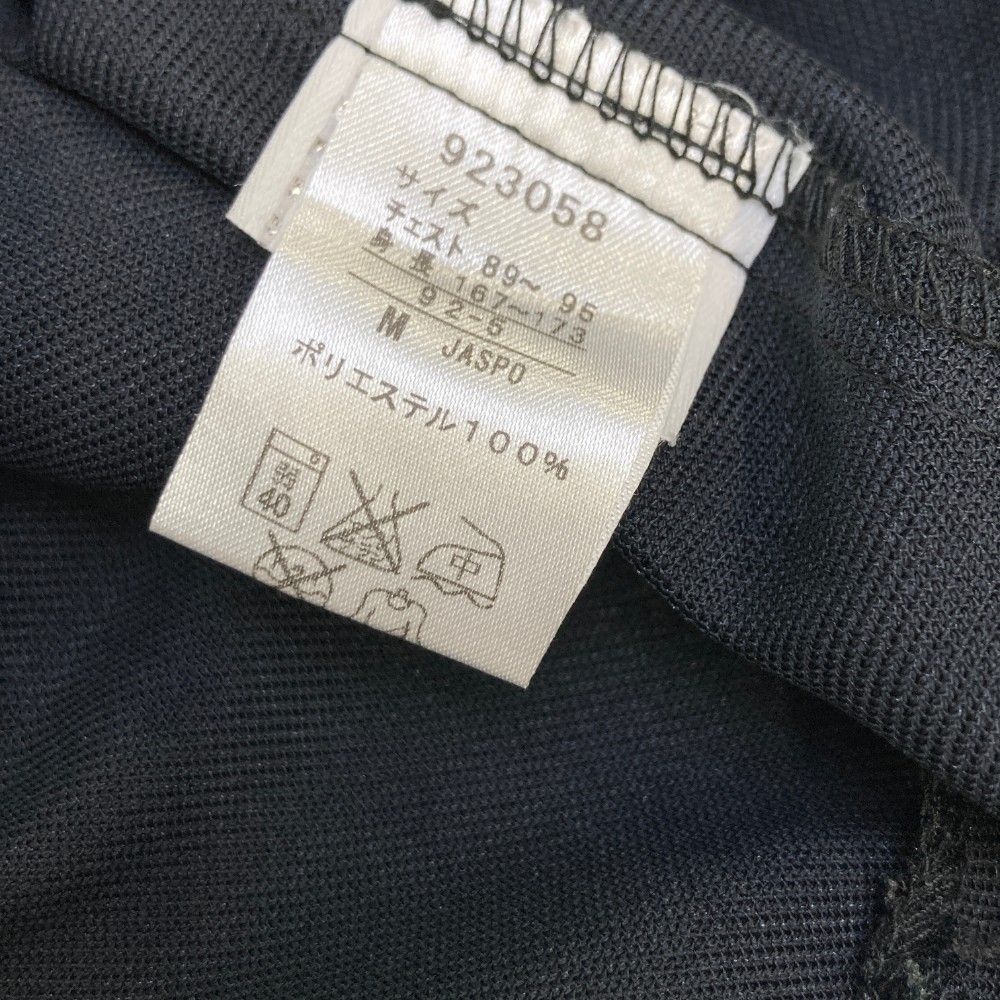 923058
サイズ
チェスト 89～95
身長 167～173
92-5
M JASPO
ポリエステル100%
弱
40
中